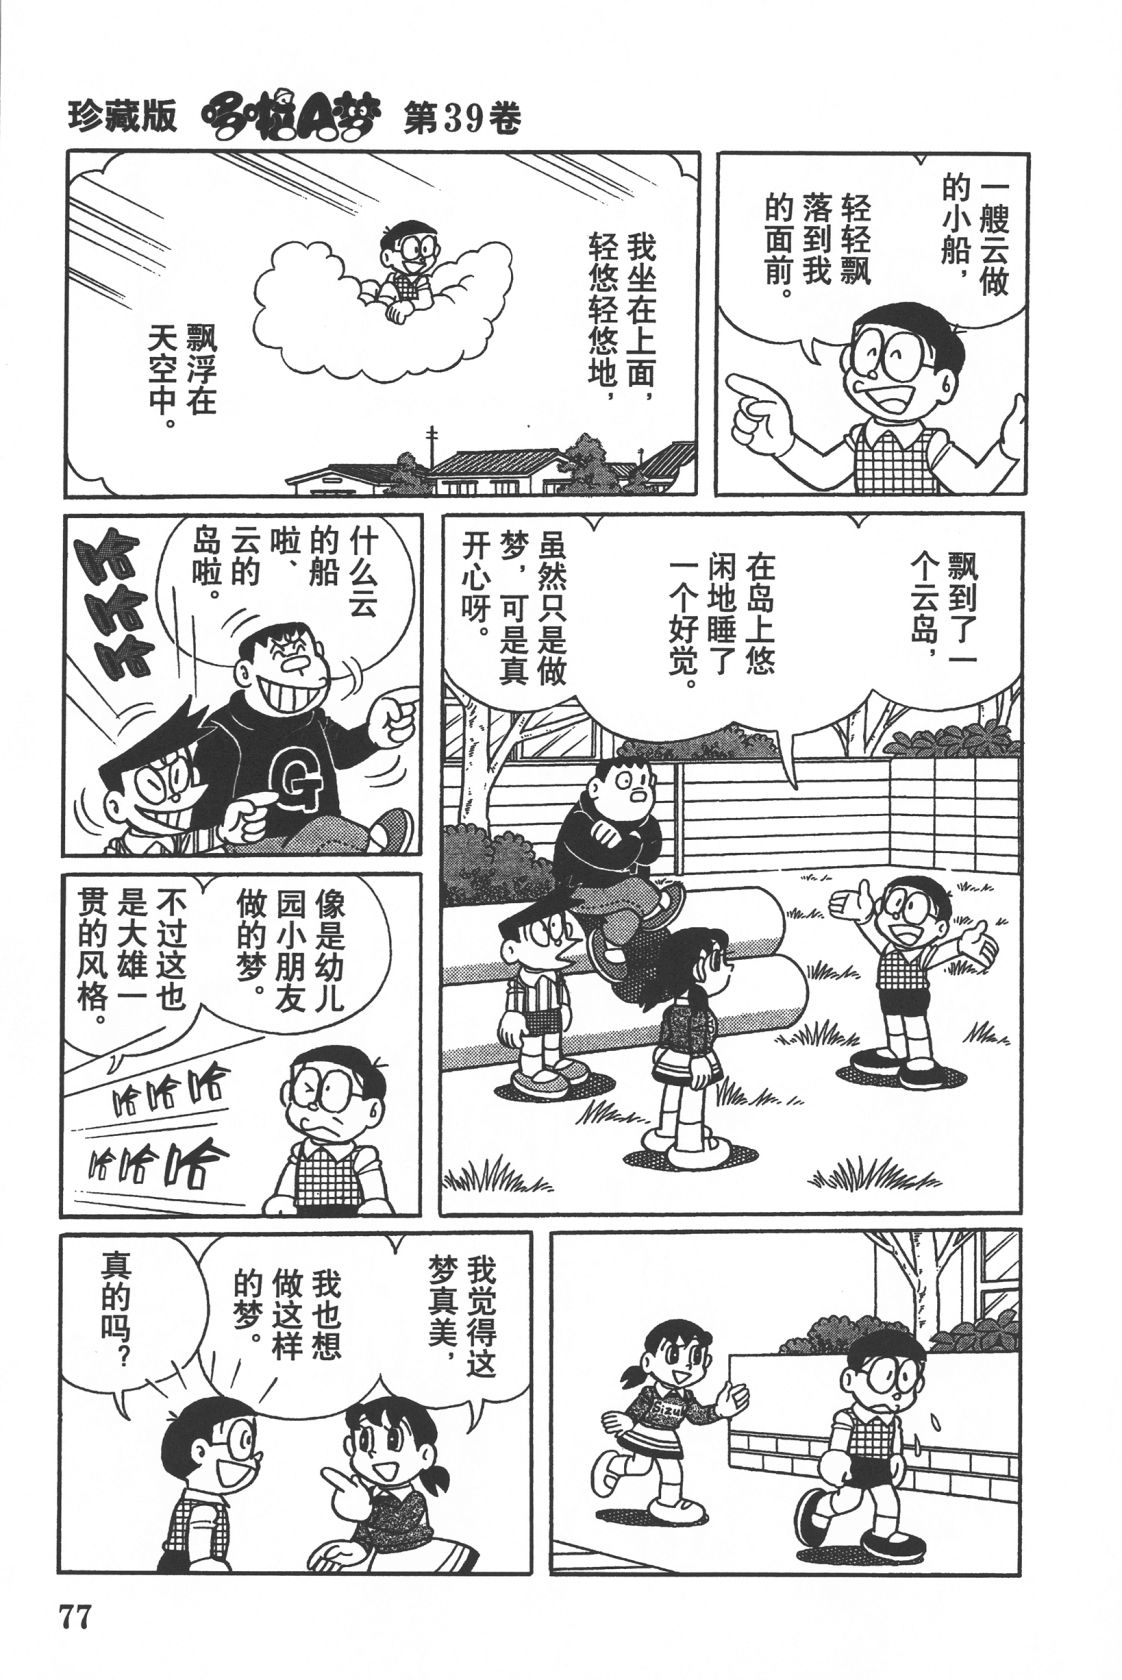 珍藏版 哆啦A梦 第39卷
一艘云做
的小船，
轻轻飘
落到我
的面前。
我坐在上面，
轻悠轻悠地，
飘浮在
天空中。
飘到了一
个云岛，
在岛上悠
闲地睡了
一个好觉。
虽然只是做
梦，可是真
开心呀。
什么云
的船
啦、
云的
岛啦。
G
像是幼儿
园小朋友
做的梦。
不过这也
是大雄一
贯的风格。
哈哈哈
哈哈哈
Sizu
我觉得这
梦真美，
我也想
做这样
的梦。
真的吗？
77